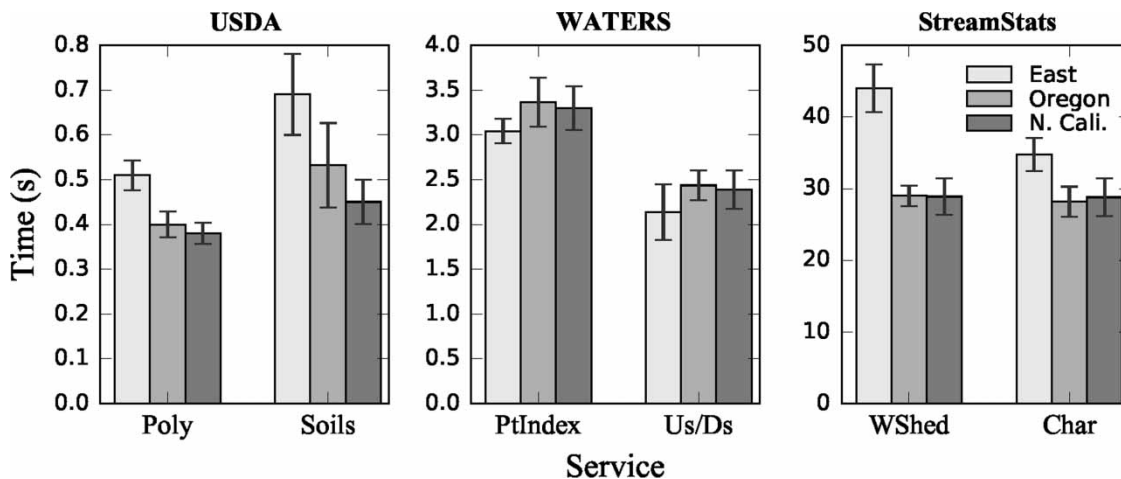 USDA
WATERS
StreamStats
Time (s)
0.8
0.7
0.6
0.5
0.4
0.3
0.2
0.1
0.0
Poly Soils
4.0
3.5
3.0
2.5
2.0
1.5
1.0
0.5
0.0
PtIndex Us/Ds
50
40
30
20
10
0
East
Oregon
N. Cali.
WShed Char
Service